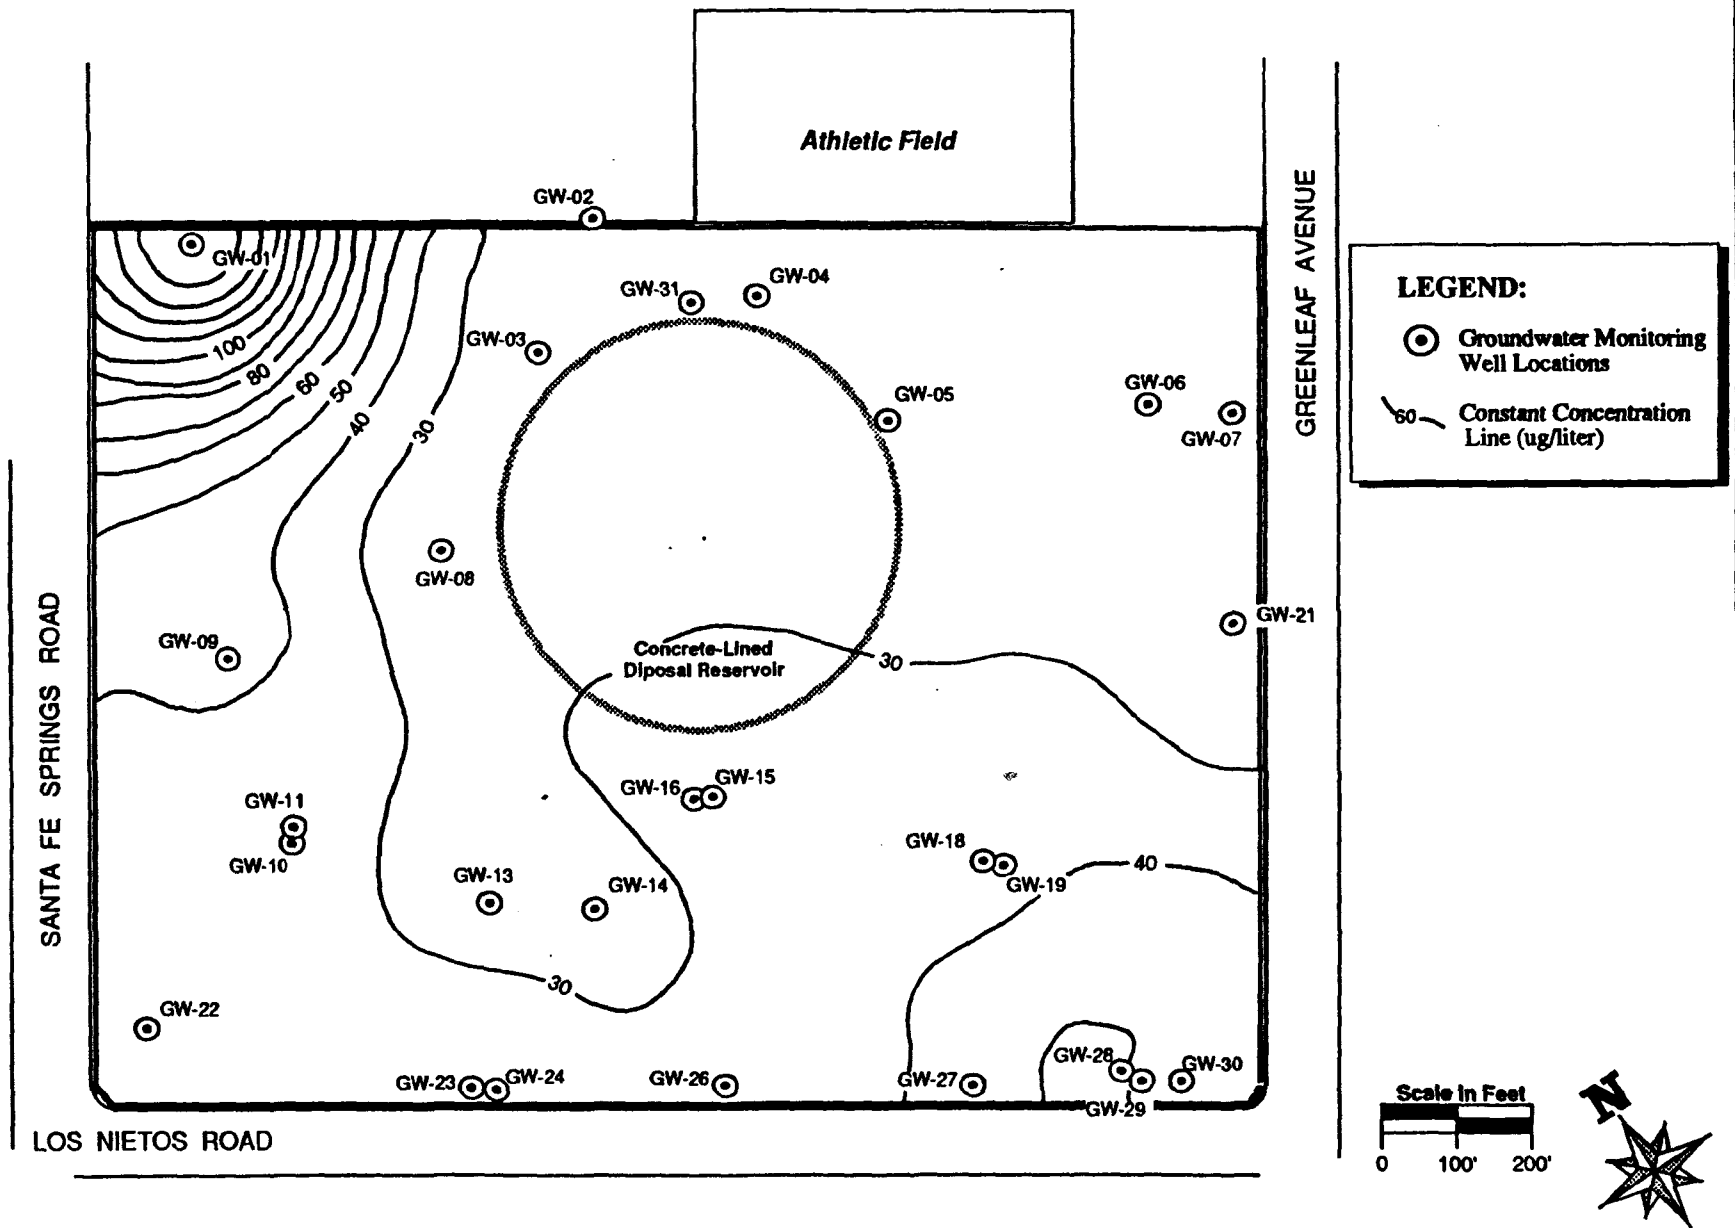 Athletic Field
GW-02
GW-01
GW-31
GW-04
GW-03
GW-05
GW-06
GW-07
100
80
60
50
40
30
GREENLEAF AVENUE
LEGEND:
Groundwater Monitoring
Well Locations
60
Constant Concentration
Line (ug/liter)
GW-08
GW-21
GW-09
Concrete-Lined
Diposal Reservoir
30
SANTA FE SPRINGS ROAD
GW-16
GW-15
GW-11
GW-10
GW-18
GW-19
40
GW-13
GW-14
30
GW-22
GW-23
GW-24
GW-26
GW-27
GW-28
GW-30
GW-29
LOS NIETOS ROAD
Scale In Feet
0 100' 200'
N